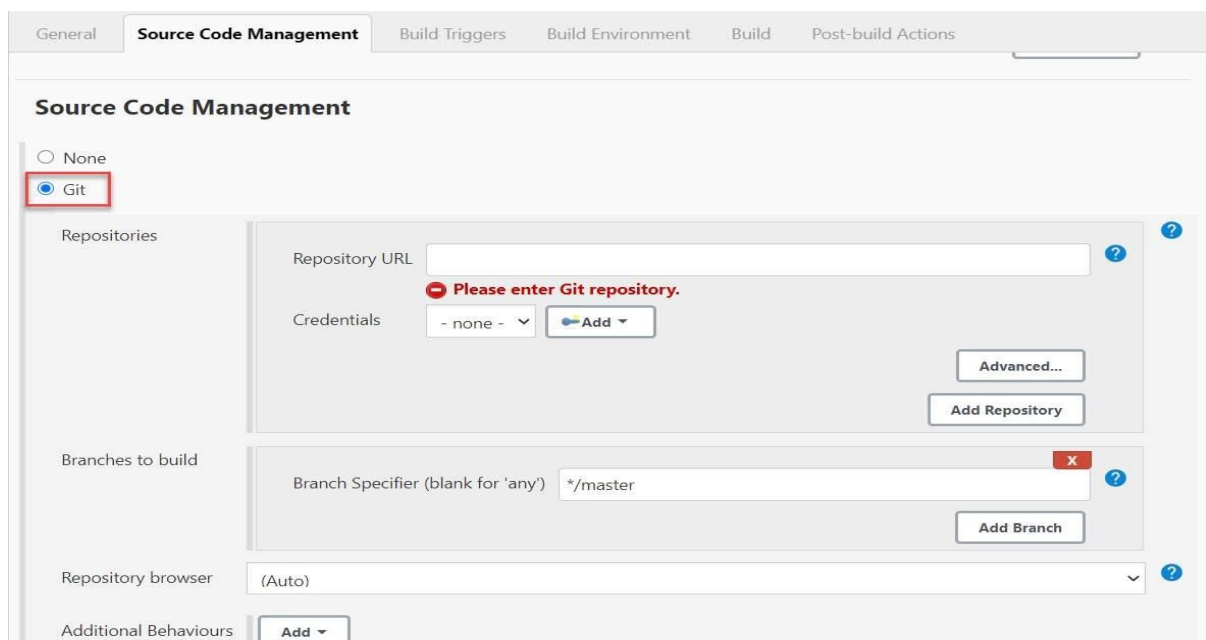 General Source Code Management Build Triggers Build Environment Build Post-build Actions
Source Code Management
None
Git
Repositories
Repository URL
Please enter Git repository.
Credentials - none - Add
Advanced...
Add Repository
Branches to build
X
Branch Specifier (blank for 'any') */master
Add Branch
Repository browser (Auto)
Additional Behaviours Add